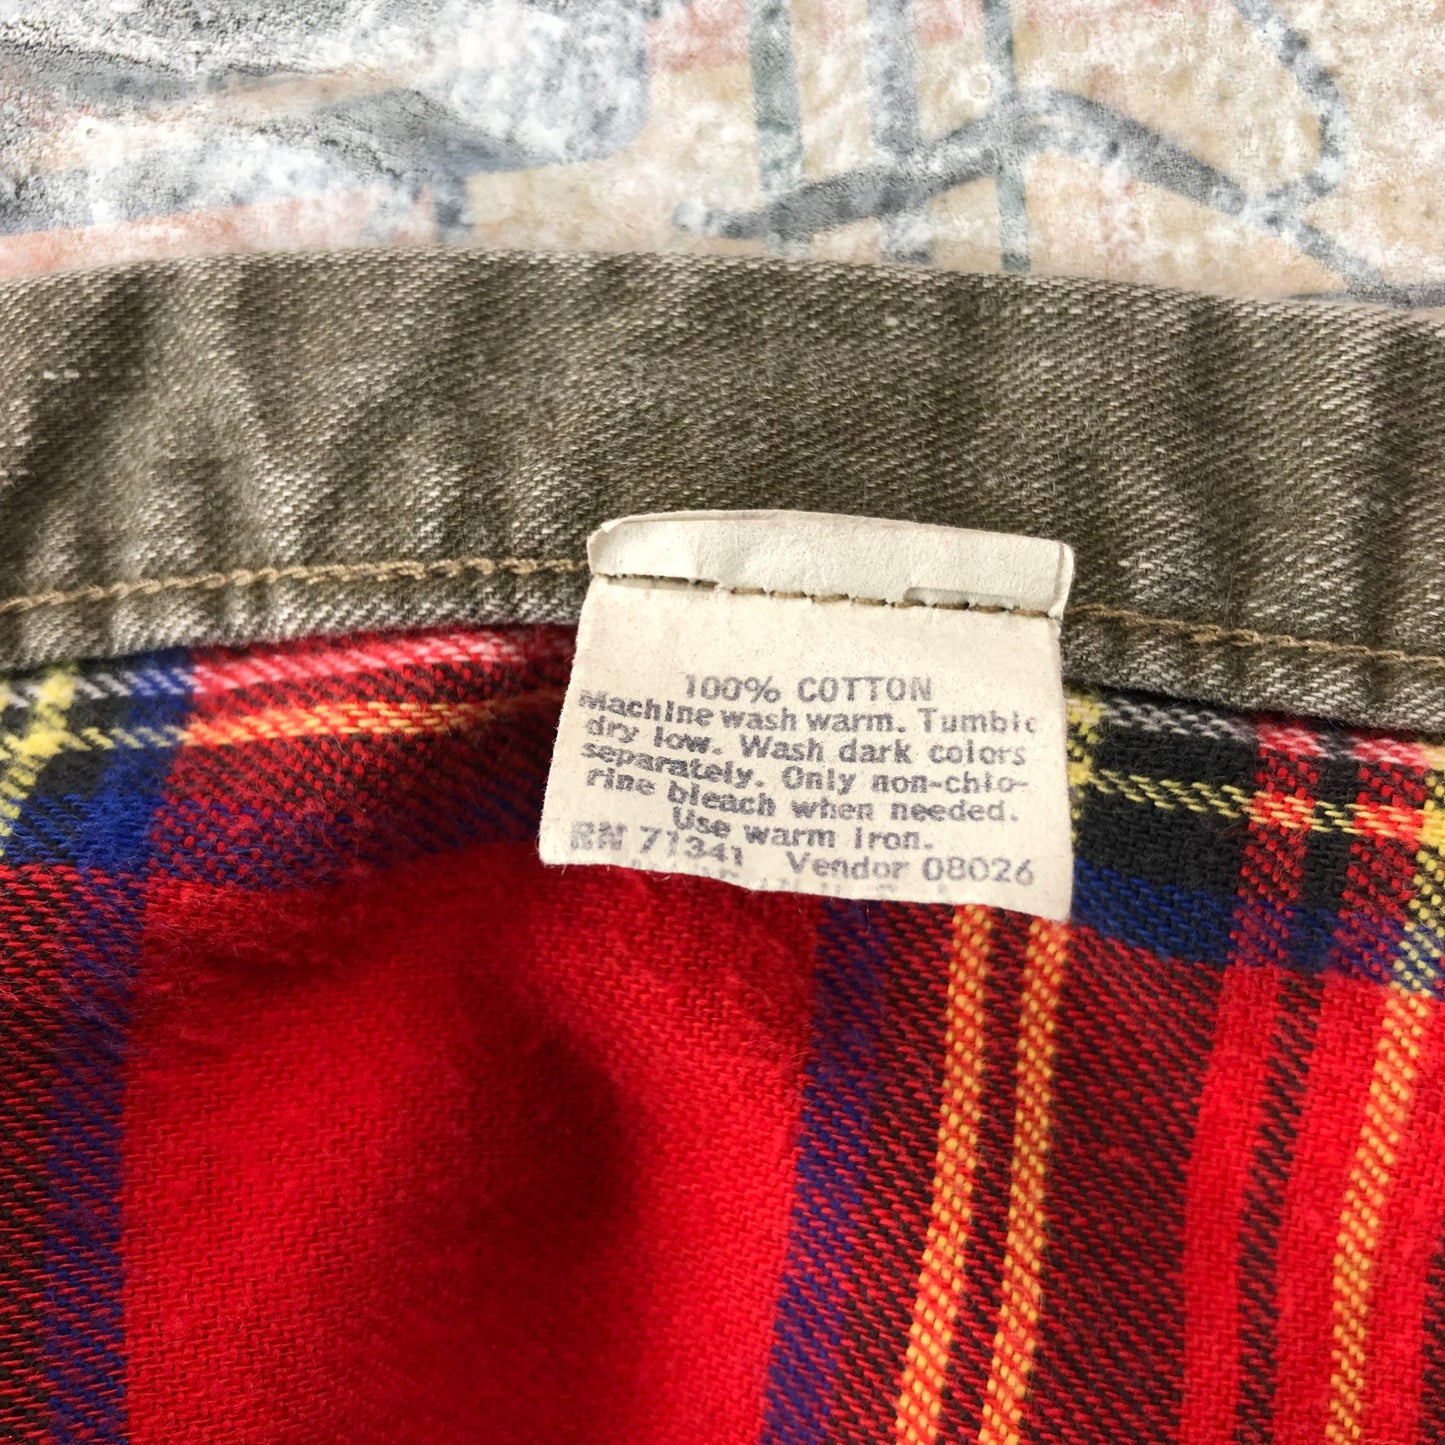 100% COTTON
Machine wash warm. Tumble
dry low. Wash dark colors
separately. Only non-chlo-
rine bleach when needed.
Use warm iron.
RN 71341 Vendor 08026